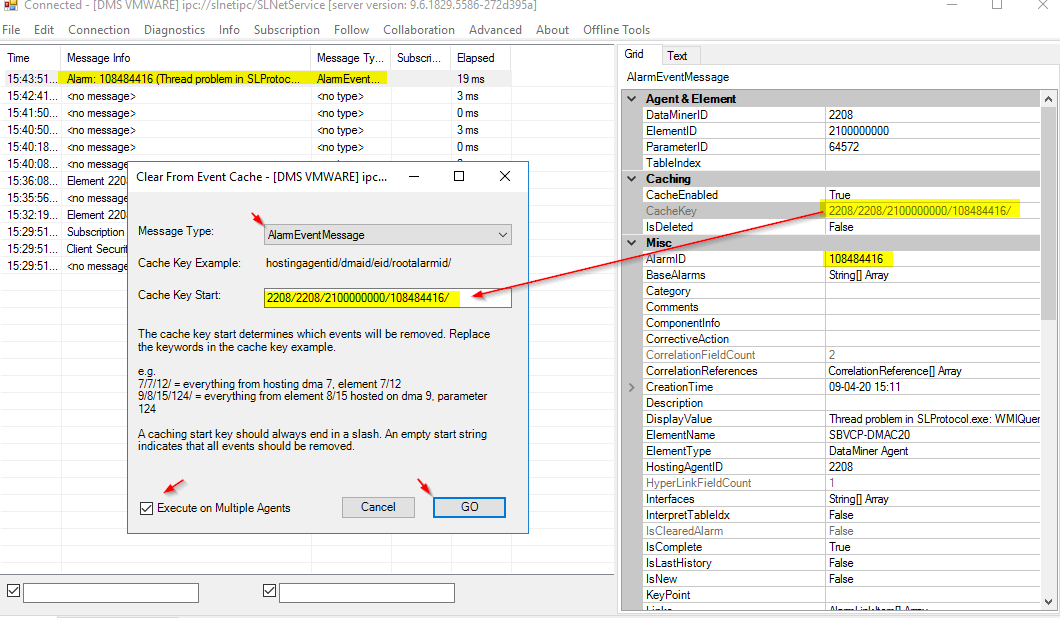 Connected - [DMS VMWARE] ipc://slnetipc/SLNetService [server version: 9.6.1829.5586-272d395a]
File Edit Connection Diagnostics Info Subscription Follow Collaboration Advanced About Offline Tools
Time Message Info Message Ty... Subscri... Elapsed
15:43:51... Alarm: 108484416 (Thread problem in SLProtoc... AlarmEvent... 19 ms
15:42:41... <no message> <no type> 3 ms
15:41:50... <no message> <no type> 0 ms
15:40:50... <no message> <no type> 3 ms
15:40:18... <no message> <no type> 0 ms
15:40:08... <no message> <no type>
15:36:08... Element 220
15:35:56... <no message
15:32:19... Element 220
15:29:51... Subscription
15:29:51... Client Securit
15:29:51... <no message
Clear From Event Cache - [DMS VMWARE] ipc...
Message Type: AlarmEventMessage
Cache Key Example: hostingagentid/dmaid/eid/rootalarmid/
Cache Key Start: 2208/2208/2100000000/108484416/
The cache key start determines which events will be removed. Replace
the keywords in the cache key example.
e.g.
7/7/12/ = everything from hosting dma 7, element 7/12
9/8/15/124/ = everything from element 8/15 hosted on dma 9, parameter
124
A caching start key should always end in a slash. An empty start string
indicates that all events should be removed.
Execute on Multiple Agents Cancel GO
Grid Text
AlarmEventMessage
Agent & Element
DataMinerID 2208
ElementID 2100000000
ParameterID 64572
TableIndex
Caching
CacheEnabled True
CacheKey 2208/2208/2100000000/108484416/
IsDeleted False
Misc
AlarmID 108484416
BaseAlarms String[] Array
Category
Comments
ComponentInfo
CorrectiveAction
CorrelationFieldCount 2
CorrelationReferences CorrelationReference[] Array
CreationTime 09-04-20 15:11
Description
DisplayValue Thread problem in SLProtocol.exe: WMIQuer
ElementName SBVCP-DMAC20
ElementType DataMiner Agent
HostingAgentID 2208
HyperLinkFieldCount 1
Interfaces String[] Array
InterpretTableIdx False
IsClearedAlarm False
IsComplete True
IsLastHistory False
IsNew False
KeyPoint
Links AlarmLinkItem[] Array